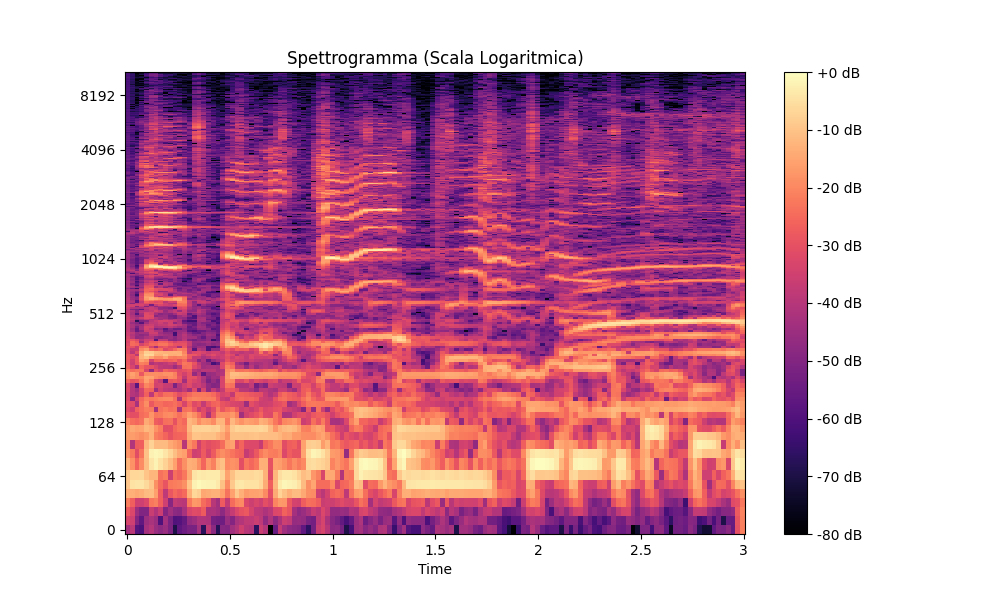 Spettrogramma (Scala Logaritmica)
Hz
8192
4096
2048
1024
512
256
128
64
0
0
0.5
1
1.5
2
2.5
3
Time
+0 dB
-10 dB
-20 dB
-30 dB
-40 dB
-50 dB
-60 dB
-70 dB
-80 dB